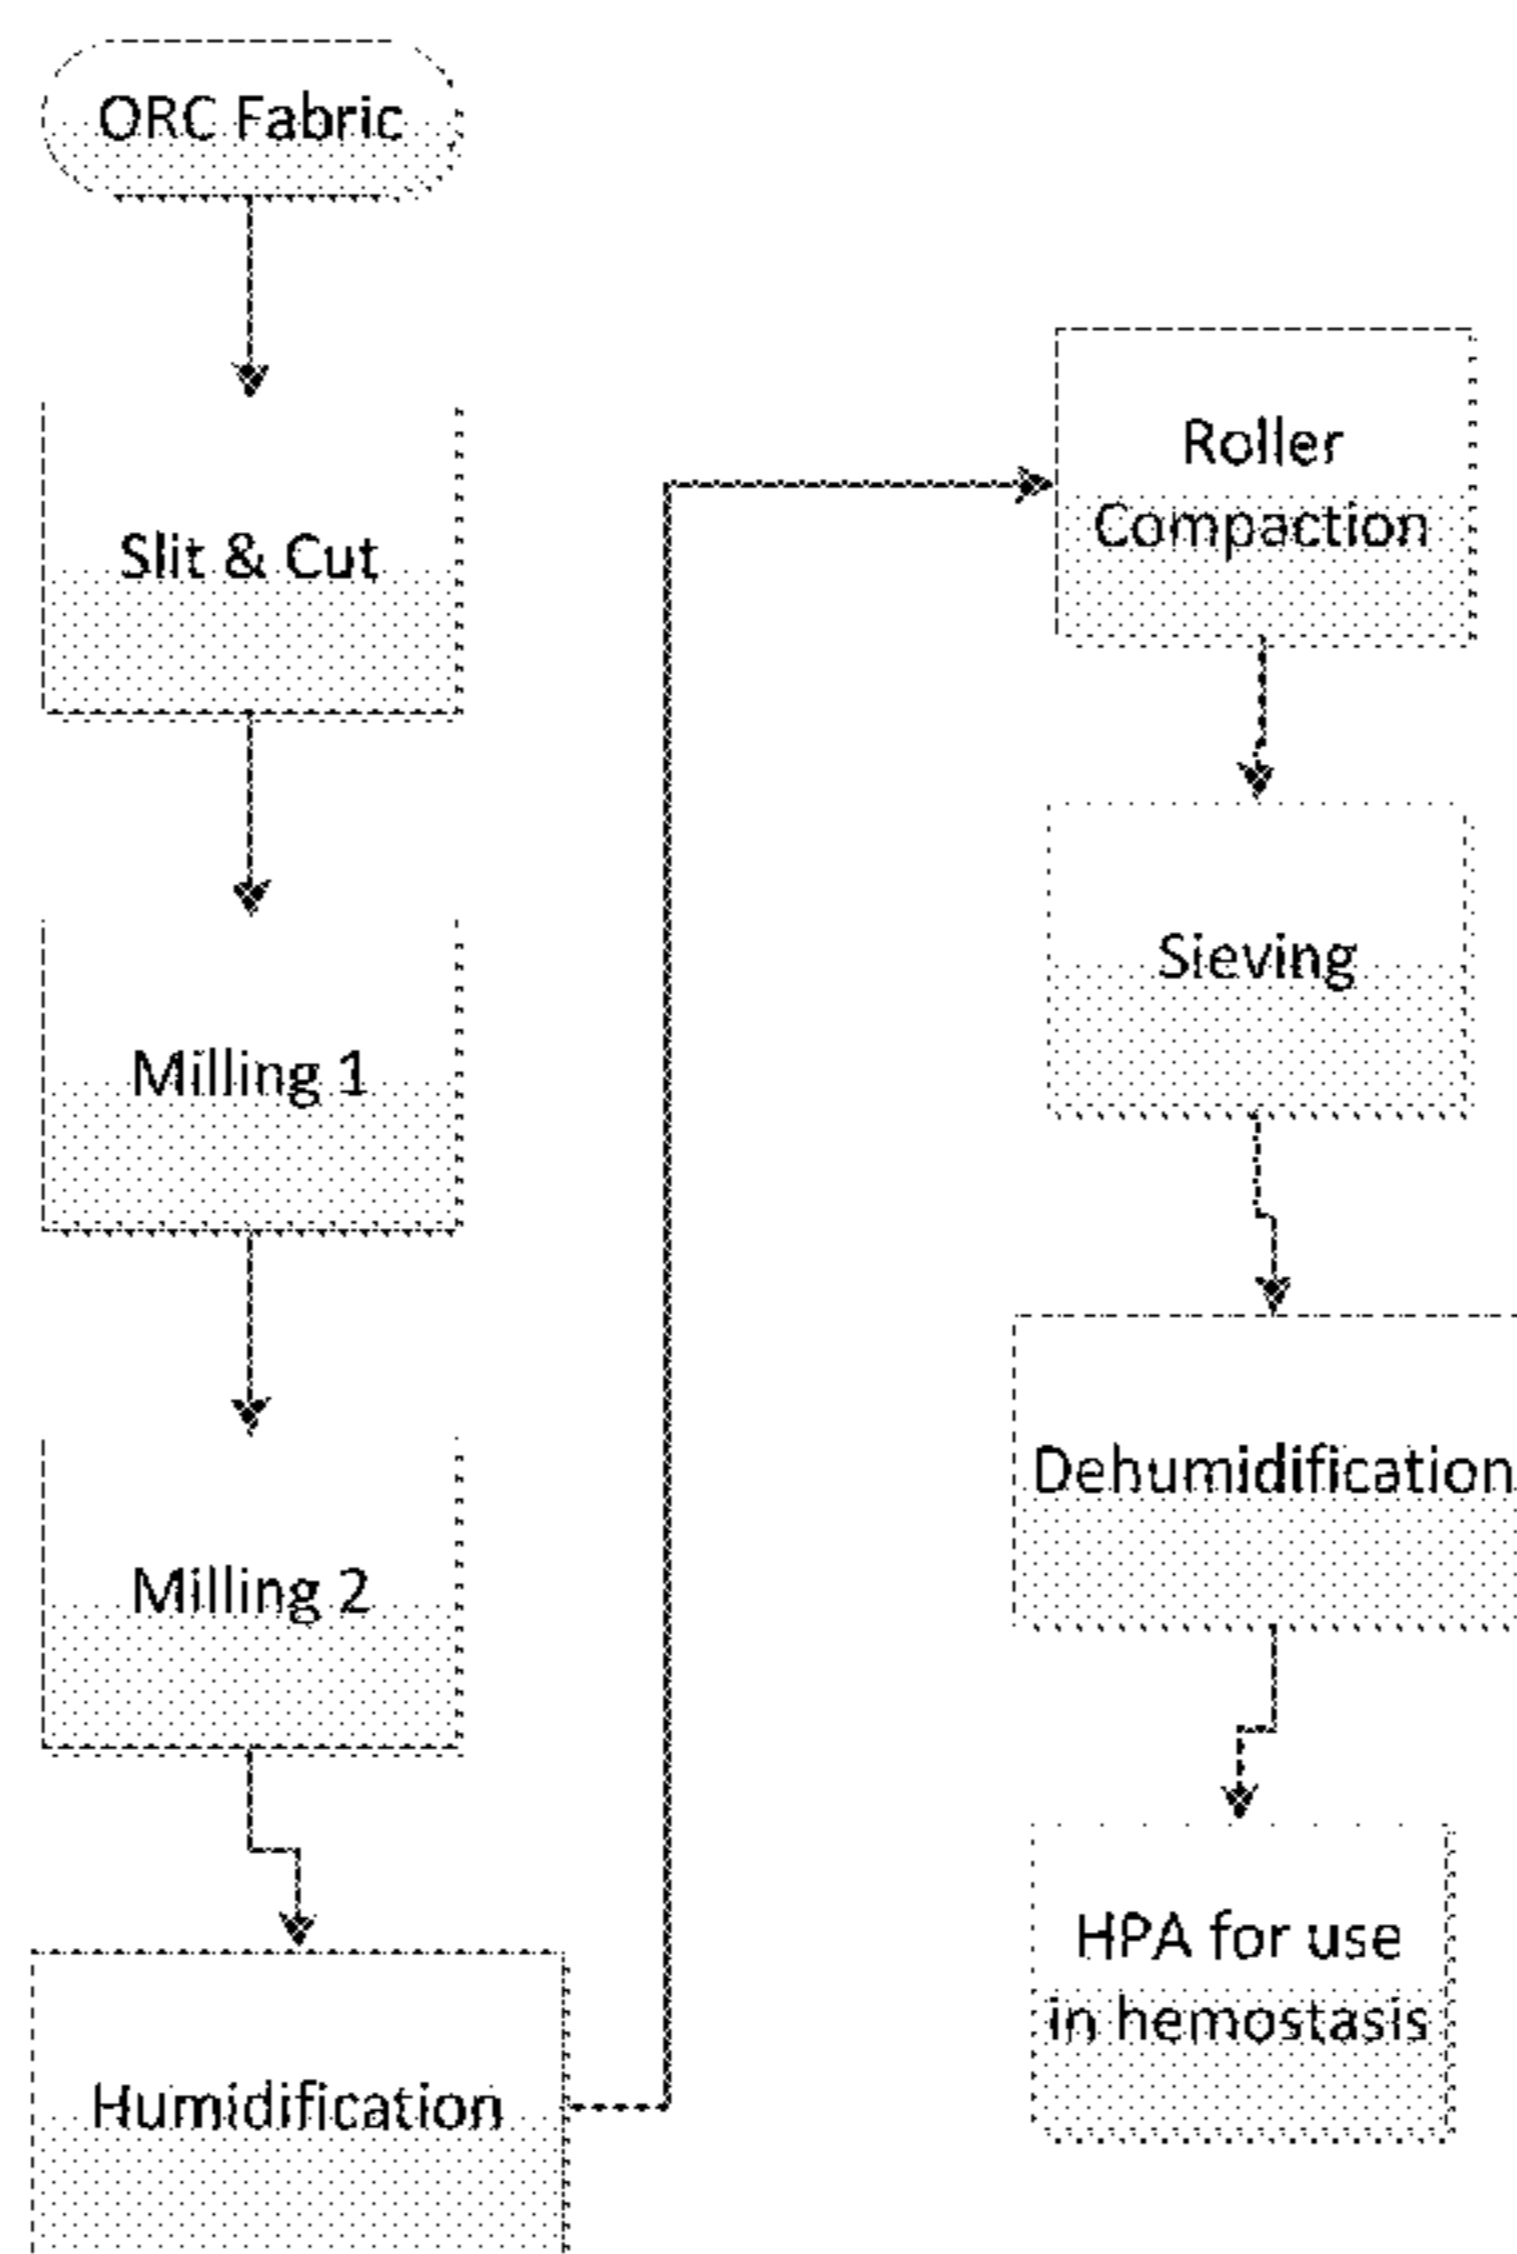 ORC Fabric
Slit & Cut
Milling 1
Milling 2
Humidification
Roller
Compaction
Sieving
Dehumidification
HPA for use
in hemostasis